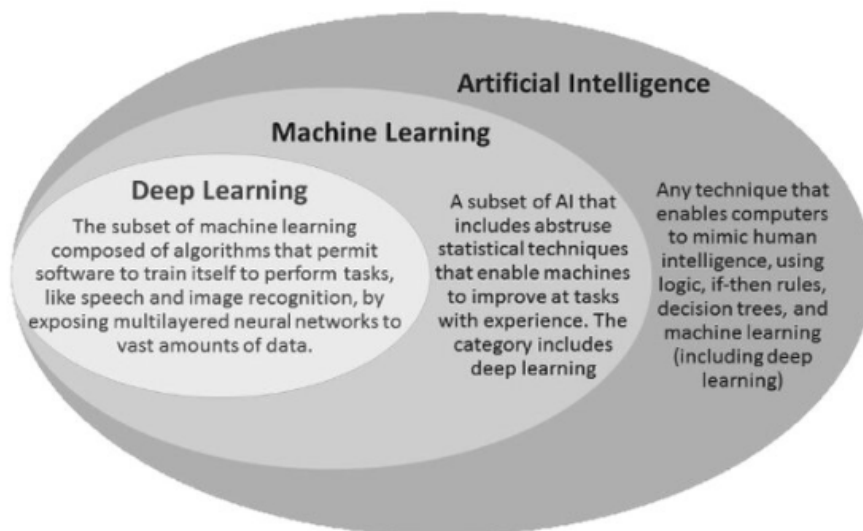 Artificial Intelligence
Machine Learning
Deep Learning
The subset of machine learning
composed of algorithms that permit
software to train itself to perform tasks,
like speech and image recognition, by
exposing multilayered neural networks to
vast amounts of data.
A subset of AI that
includes abstruse
statistical techniques
that enable machines
to improve at tasks
with experience. The
category includes
deep learning
Any technique that
enables computers
to mimic human
intelligence, using
logic, if-then rules,
decision trees, and
machine learning
(including deep
learning)